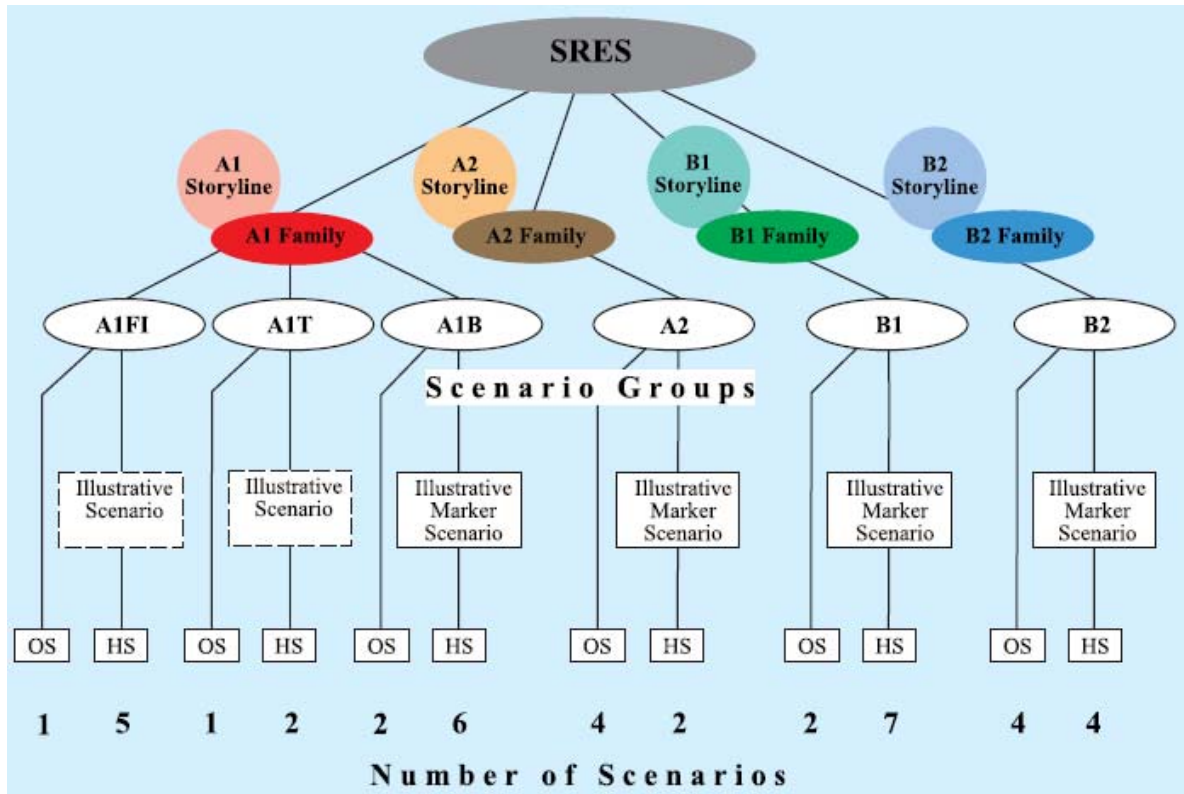 SRES
A1
Storyline
A2
Storyline
B1
Storyline
B2
Storyline
A1 Family
A2 Family
B1 Family
B2 Family
A1FI
A1T
A1B
A2
B1
B2
Scenario Groups
Illustrative
Scenario
Illustrative
Scenario
Illustrative
Marker
Scenario
Illustrative
Marker
Scenario
Illustrative
Marker
Scenario
Illustrative
Marker
Scenario
OS HS OS HS OS HS OS HS OS HS OS HS
1 5 1 2 2 6 4 2 2 7 4 4
Number of Scenarios